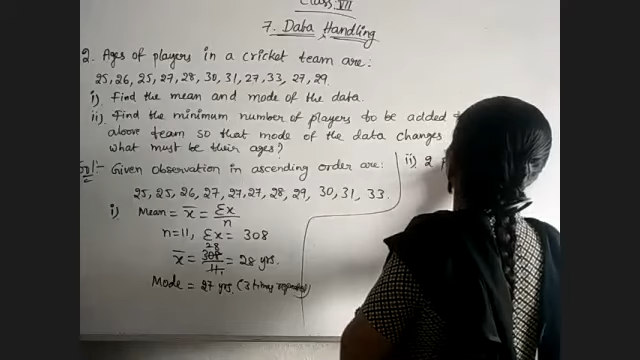 Class: VII
7. Data Handling
2. Ages of players in a cricket team are:
25, 26, 25, 27, 28, 30, 31, 27, 33, 27, 29.
i) Find the mean and mode of the data.
ii) Find the minimum number of players to be added
above team so that mode of the data changes
what must be their ages?
Sol:- Given observation in ascending order are:
25, 25, 26, 27, 27, 27, 28, 29, 30, 31, 33.
i) Mean = x̄ = Σx/n
n=11, Σx = 308
x̄ = 308/11 = 28 yrs.
28
Mode = 27 yrs. (3 times repeated)
ii) 2